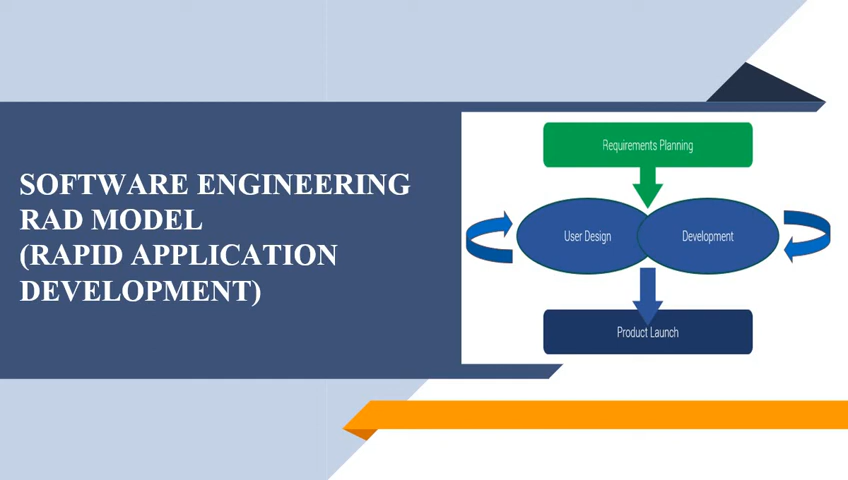 SOFTWARE ENGINEERING
RAD MODEL
(RAPID APPLICATION
DEVELOPMENT)
Requirements Planning
User Design
Development
Product Launch